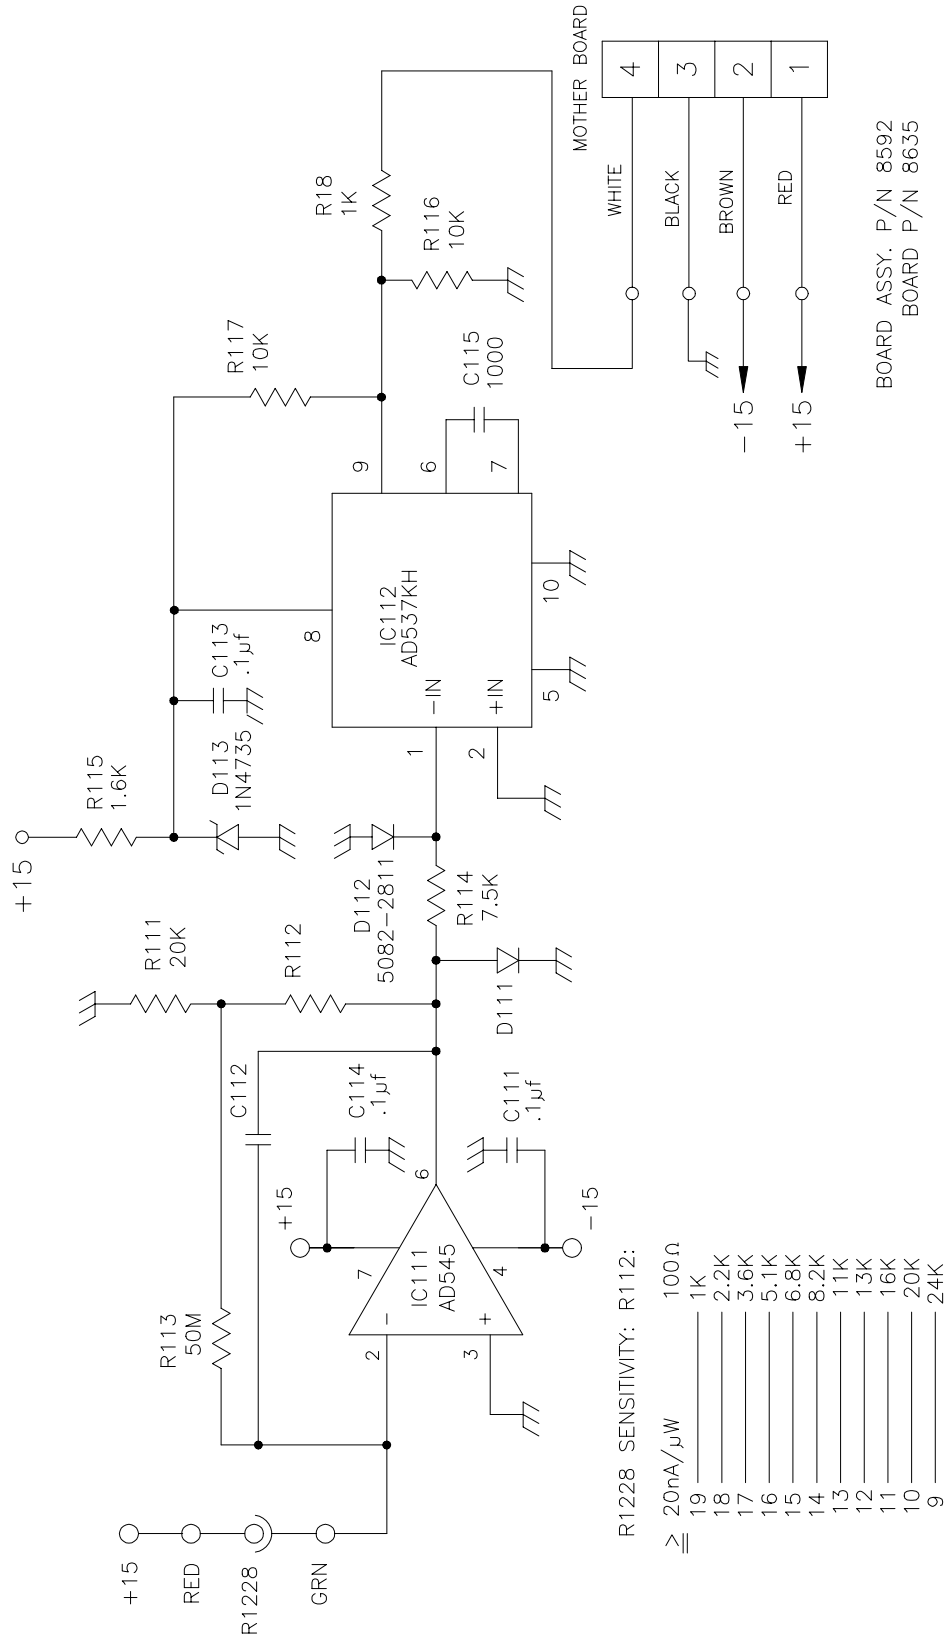 +15
RED
R1228
GRN
R113
50M
C112
R111
20K
R112
+15
C114
.1µf
7
2
-
IC111
AD545
3
+
4
6
-15
C111
.1µf
D111
R114
7.5K
D112
5082-2811
+15
R115
1.6K
D113
1N4735
C113
.1µf
8
1
-IN
2
+IN
IC112
AD537KH
5
10
9
6
7
R117
10K
C115
1000
R116
10K
R18
1K
MOTHER BOARD
WHITE
4
BLACK
3
-15
BROWN
2
+15
RED
1
BOARD ASSY. P/N 8592
BOARD P/N 8635
R1228 SENSITIVITY: R112:
≧ 20nA/µW 100Ω
19 1K
18 2.2K
17 3.6K
16 5.1K
15 6.8K
14 8.2K
13 11K
12 13K
11 16K
10 20K
9 24K